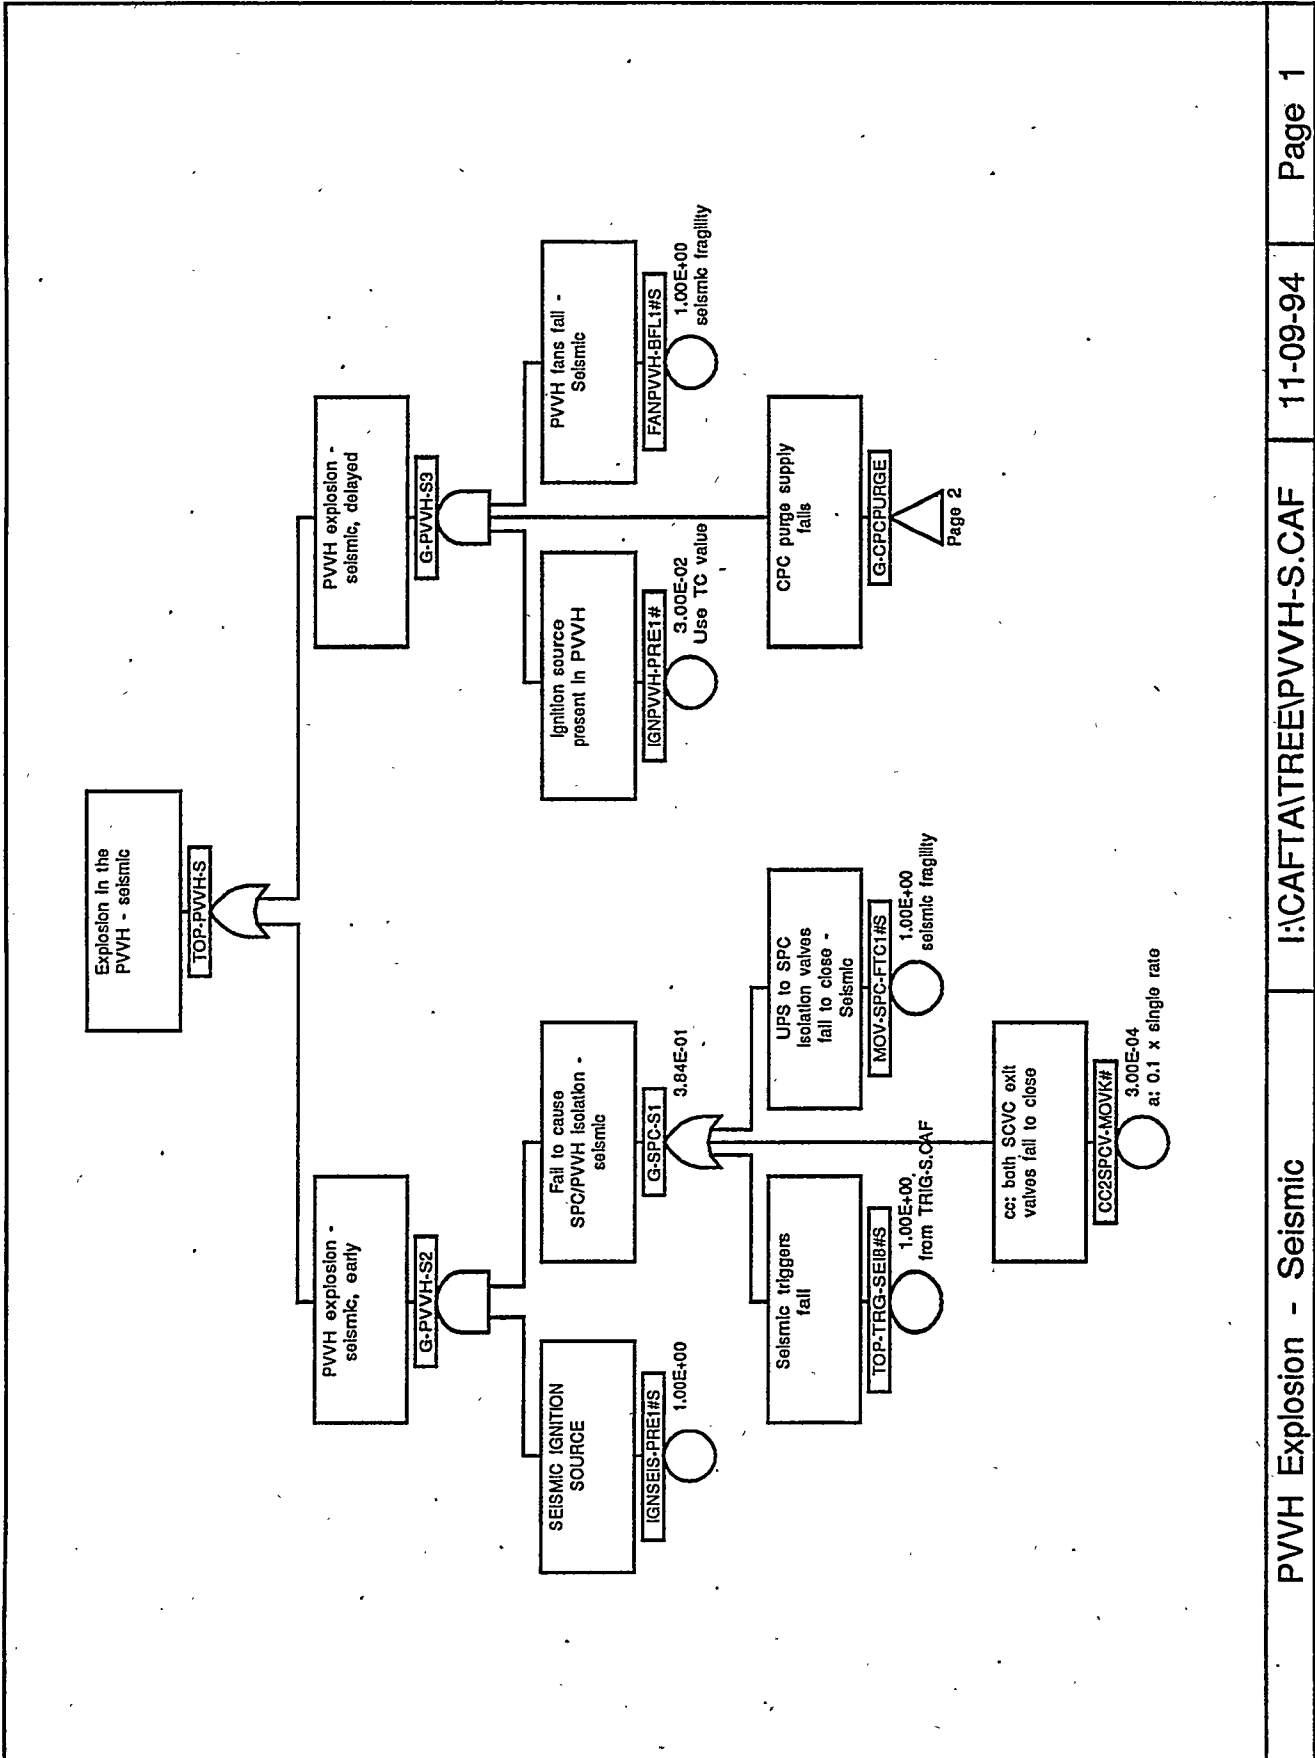 Explosion in the
PVVH - seismic
TOP-PVVH-S
PVVH explosion -
seismic, early
G-PVVH-S2
PVVH explosion -
seismic, delayed
G-PVVH-S3
SEISMIC IGNITION
SOURCE
IGNSEIS-PRE1#S
1.00E+00
Fail to cause
SPC/PVVH Isolation -
seismic
G-SPC-S1
3.84E-01
Ignition source
present in PVVH
IGNPVVH-PRE1#
3.00E-02
Use TC value
PVVH fans fail -
Seismic
FANPVVH-BFL1#S
1.00E+00
seismic fragility
Seismic triggers
fail
TOP-TRG-SEI8#S
1.00E+00
from TRIG-S.CAF
UPS to SPC
Isolation valves
fail to close -
Seismic
MOV-SPC-FTC1#S
1.00E+00
seismic fragility
CPC purge supply
fails
G-CPCPURGE
Page 2
cc: both SCVC exit
valves fail to close
CC2SPCV-MOVK#
3.00E-04
a: 0.1 x single rate
PVVH Explosion - Seismic
I:\CAFTA\TREE\PVVH-S.CAF
11-09-94
Page 1